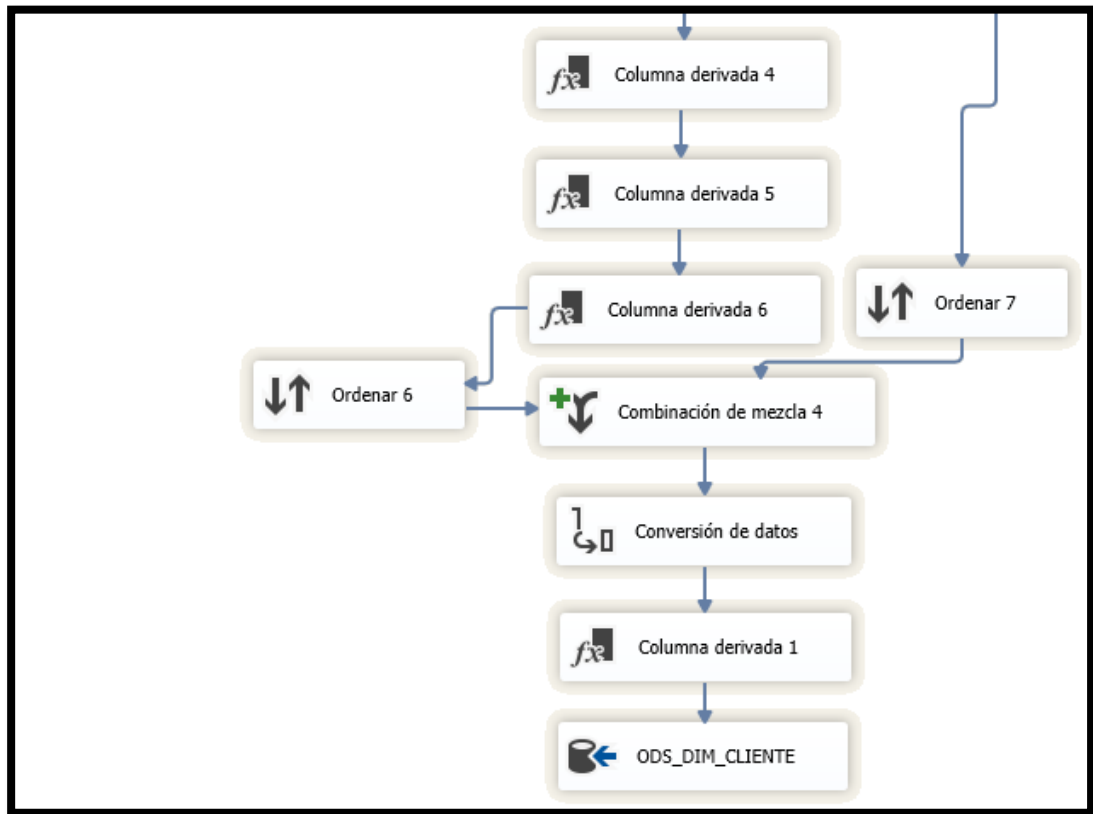 Columna derivada 4
Columna derivada 5
Columna derivada 6
Ordenar 7
Ordenar 6
Combinación de mezcla 4
Conversión de datos
Columna derivada 1
ODS_DIM_CLIENTE